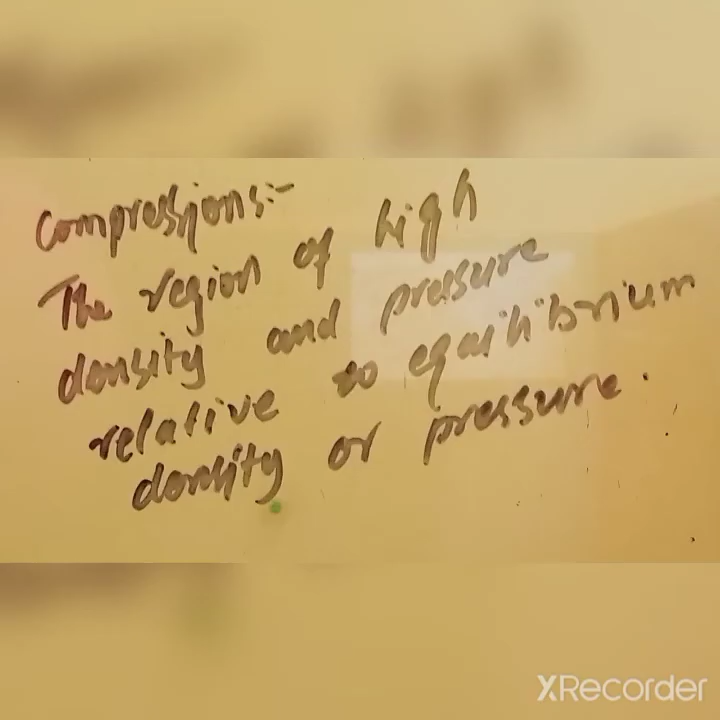 Compressions:-
The region of high
density and pressure
relative to equilibrium
density or pressure.
XRecorder